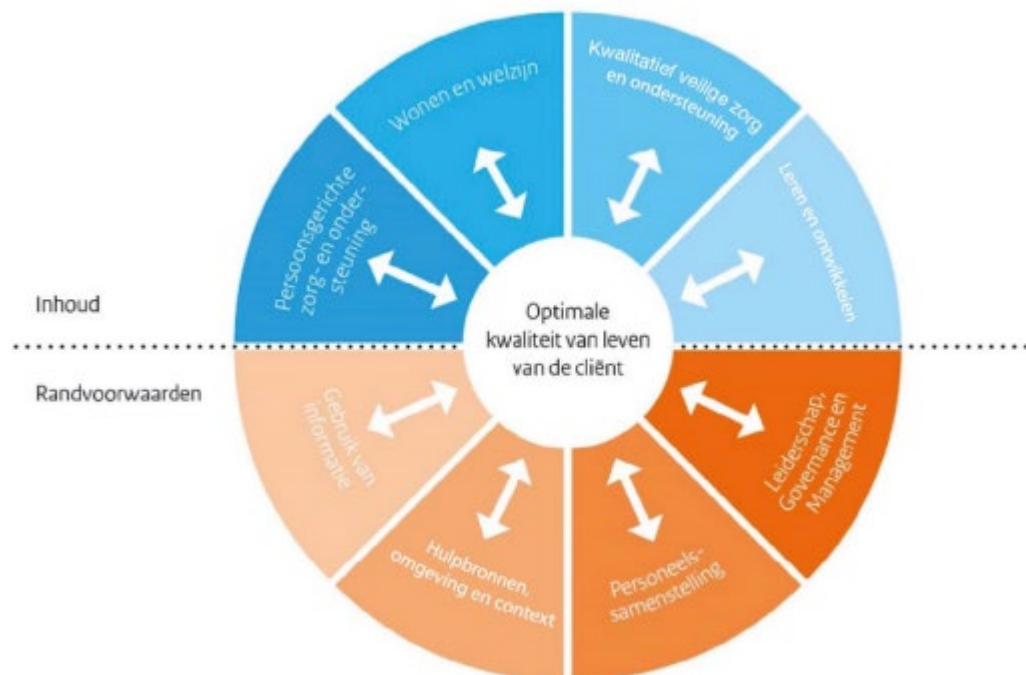 Wonen en welzijn
Kwalitatief veilige zorg
en ondersteuning
Persoonsgerichte
zorg- en onder-
steuning
Leren en ontwikkelen
Inhoud
Optimale
kwaliteit van leven
van de cliënt
Randvoorwaarden
Gebruik van
informatie
Leiderschap,
Governance en
Management
Hulpbronnen,
omgeving en context
Personeels-
samenstelling